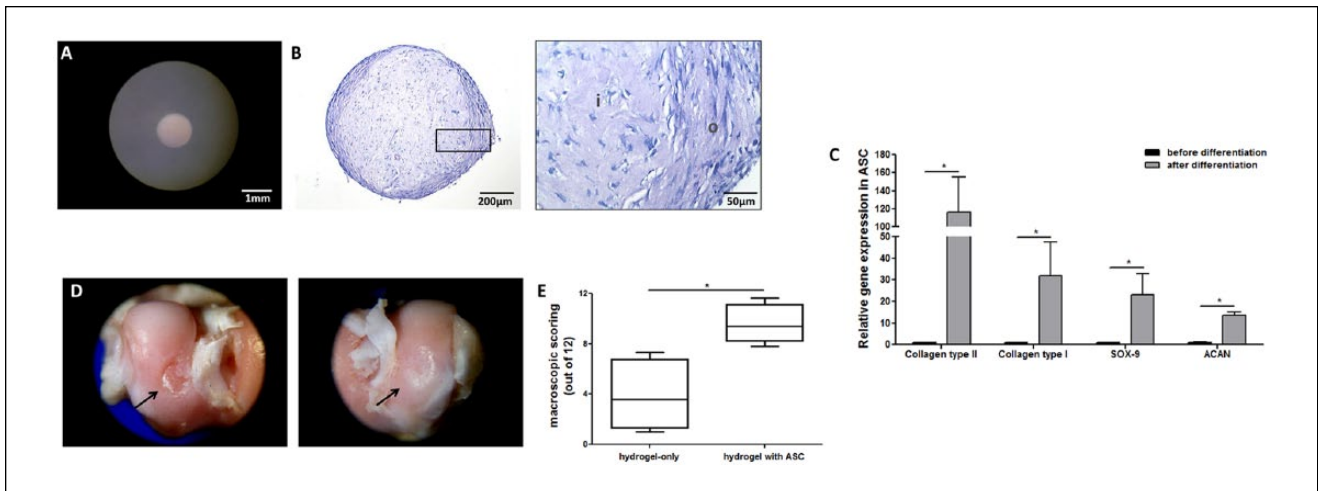 A
1mm
B
200µm
i
o
50µm
C
before differentiation
after differentiation
Relative gene expression in ASC
180
160
140
120
100
80
50
40
30
20
10
0
*
*
*
*
Collagen type II
Collagen type I
SOX-9
ACAN
D
E
macroscopic scoring
(out of 12)
12
8
4
0
*
hydrogel-only
hydrogel with ASC